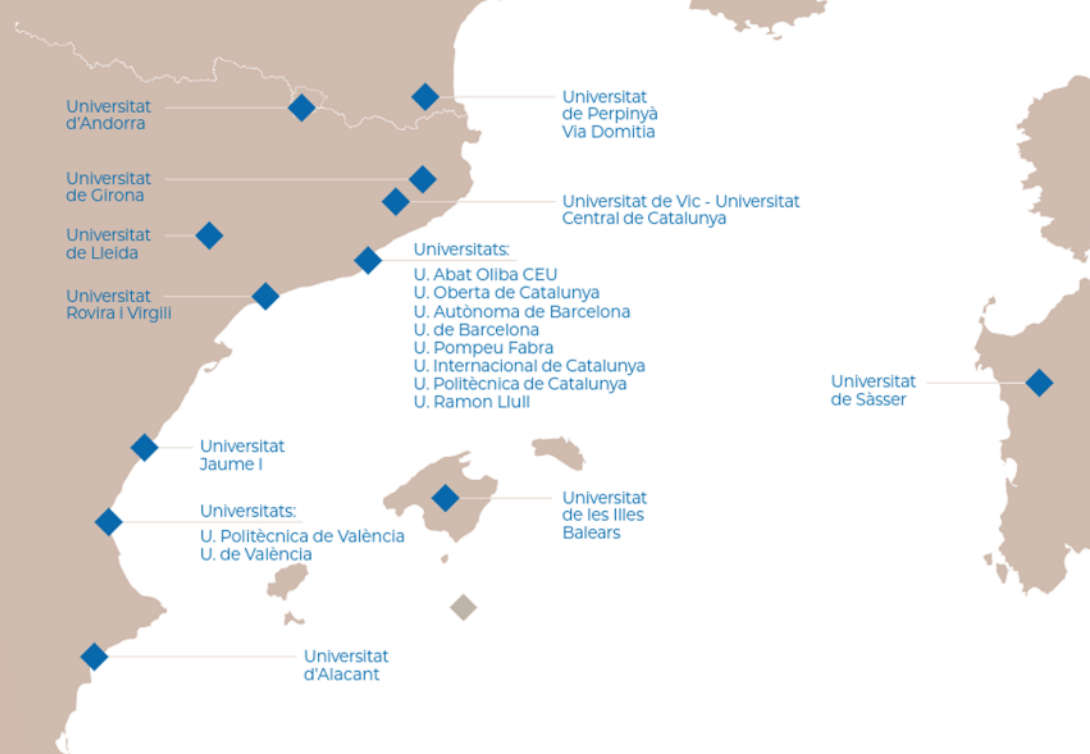 Universitat
d'Andorra
Universitat
de Perpinyà
Via Domitia
Universitat
de Girona
Universitat de Vic - Universitat
Central de Catalunya
Universitat
de Lleida
Universitats:
U. Abat Oliba CEU
U. Oberta de Catalunya
U. Autònoma de Barcelona
U. de Barcelona
U. Pompeu Fabra
U. Internacional de Catalunya
U. Politècnica de Catalunya
U. Ramon Llull
Universitat
Rovira i Virgili
Universitat
de Sàsser
Universitat
Jaume I
Universitats:
U. Politècnica de València
U. de València
Universitat
de les Illes
Balears
Universitat
d'Alacant